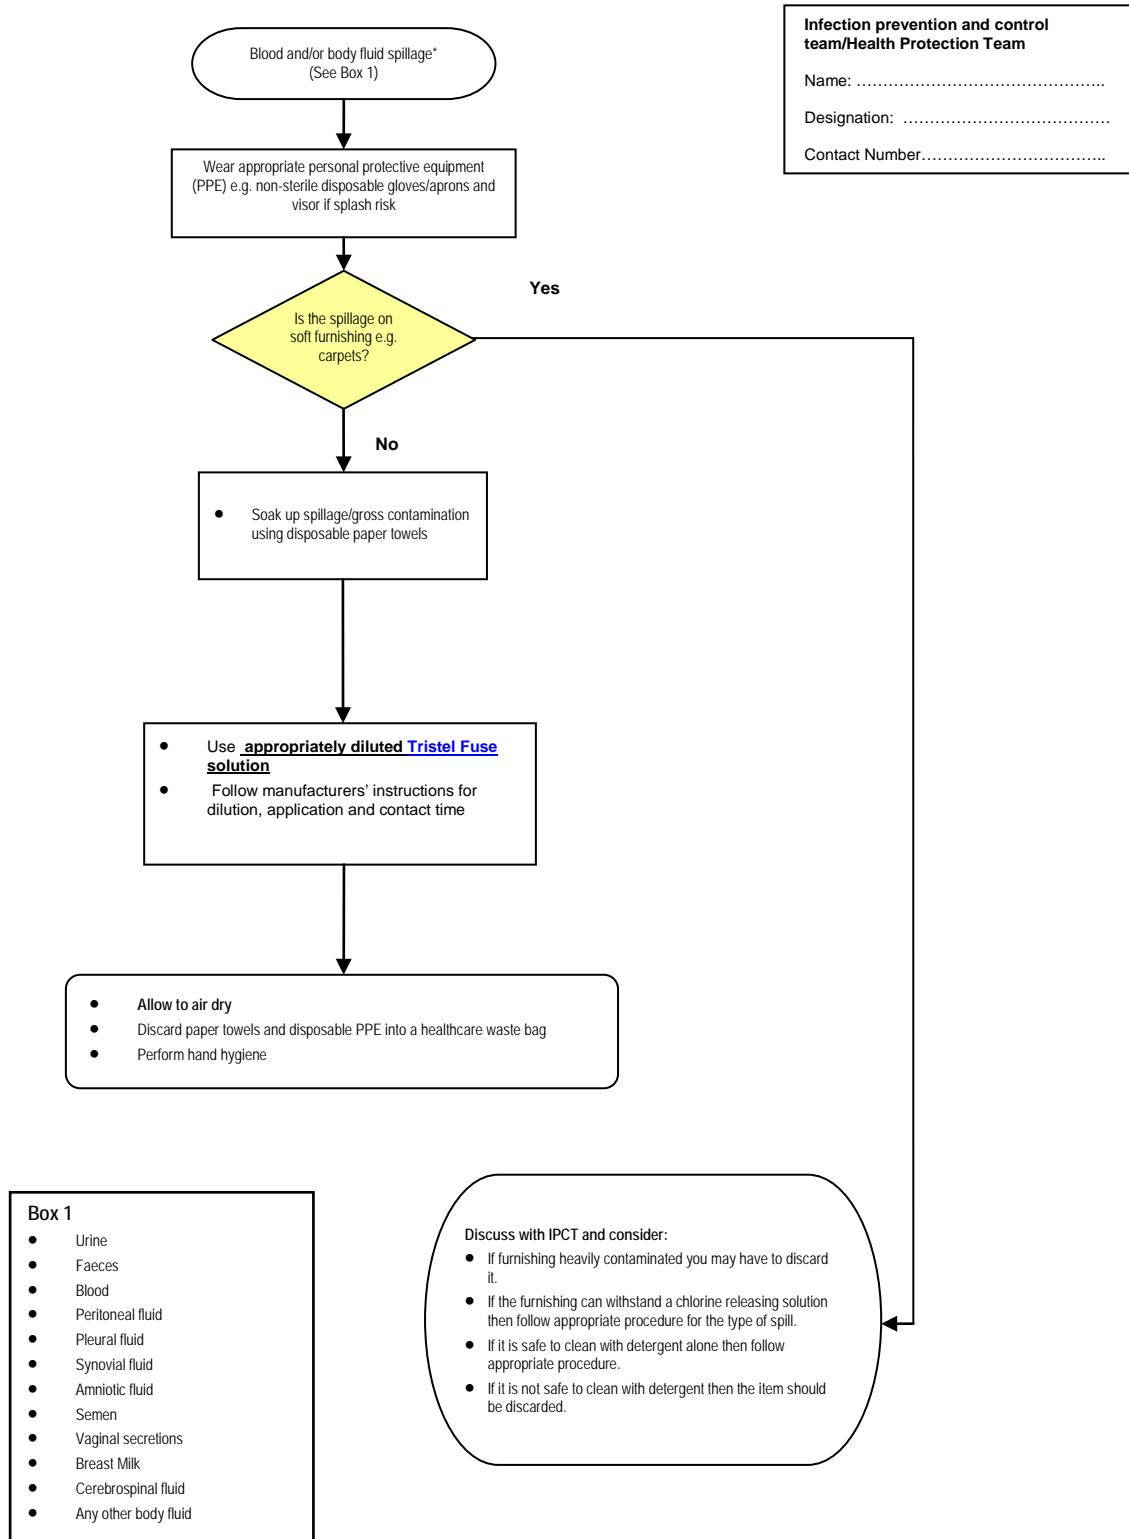 Blood and/or body fluid spillage*
(See Box 1)
Infection prevention and control
team/Health Protection Team
Name: ………………………………………..
Designation: …………………………………
Contact Number……………………………..
Wear appropriate personal protective equipment
(PPE) e.g. non-sterile disposable gloves/aprons and
visor if splash risk
Yes
Is the spillage on
soft furnishing e.g.
carpets?
No
● Soak up spillage/gross contamination
using disposable paper towels
● Use appropriately diluted Tristel Fuse
solution
● Follow manufacturers’ instructions for
dilution, application and contact time
● Allow to air dry
● Discard paper towels and disposable PPE into a healthcare waste bag
● Perform hand hygiene
Discuss with IPCT and consider:
● If furnishing heavily contaminated you may have to discard
it.
● If the furnishing can withstand a chlorine releasing solution
then follow appropriate procedure for the type of spill.
● If it is safe to clean with detergent alone then follow
appropriate procedure.
● If it is not safe to clean with detergent then the item should
be discarded.
Box 1
● Urine
● Faeces
● Blood
● Peritoneal fluid
● Pleural fluid
● Synovial fluid
● Amniotic fluid
● Semen
● Vaginal secretions
● Breast Milk
● Cerebrospinal fluid
● Any other body fluid